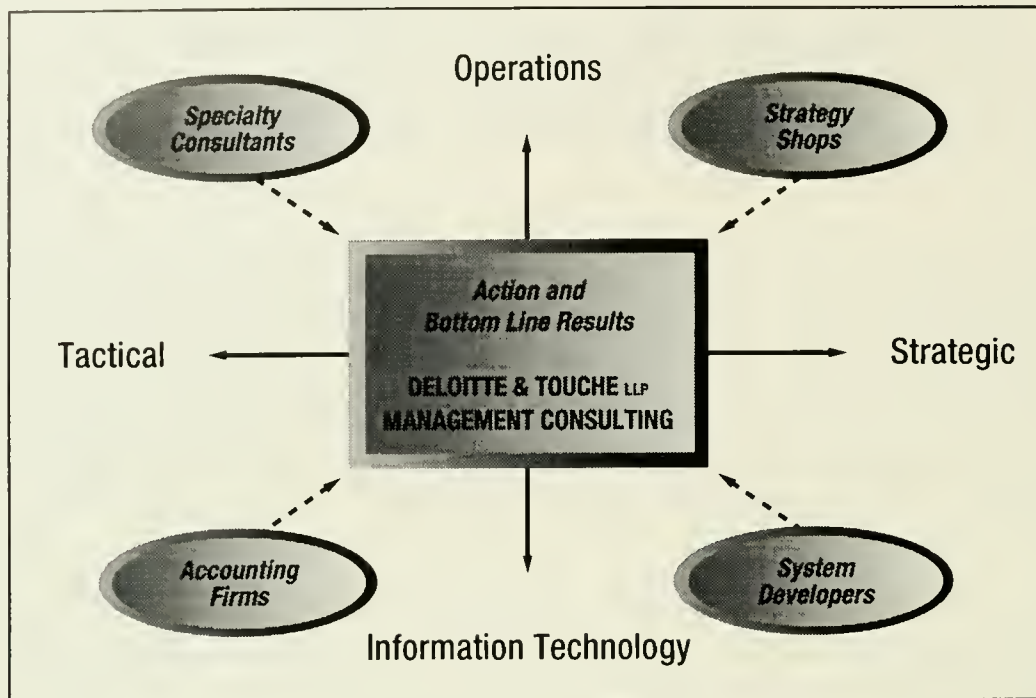 Operations
Specialty
Consultants
Strategy
Shops
Action and
Bottom Line Results
Tactical
Strategic
DELOITTE & TOUCHE LLP
MANAGEMENT CONSULTING
Accounting
Firms
System
Developers
Information Technology